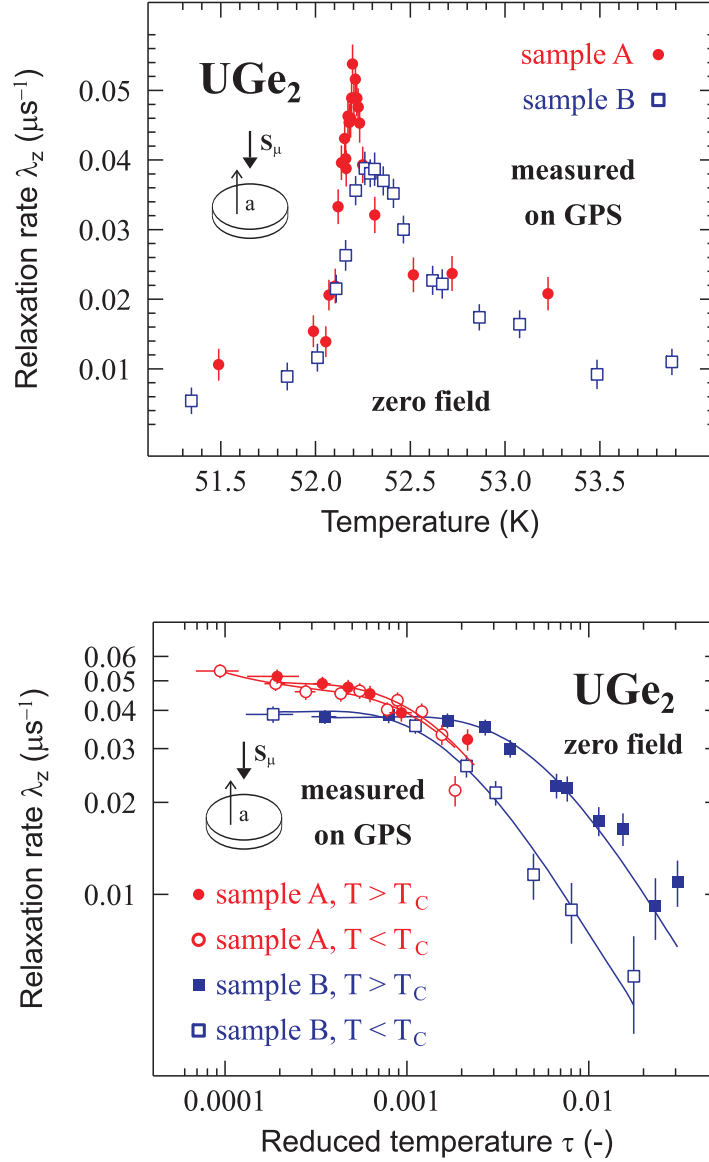 UGe₂
sample A
sample B
Sμ
a
measured
on GPS
zero field
Relaxation rate λz (μs⁻¹)
0.05
0.04
0.03
0.02
0.01
51.5
52.0
52.5
53.0
53.5
Temperature (K)
0.06
0.05
0.04
0.03
0.02
0.01
Relaxation rate λz (μs⁻¹)
UGe₂
zero field
Sμ
a
measured
on GPS
sample A, T > TC
sample A, T < TC
sample B, T > TC
sample B, T < TC
0.0001
0.001
0.01
Reduced temperature τ (-)